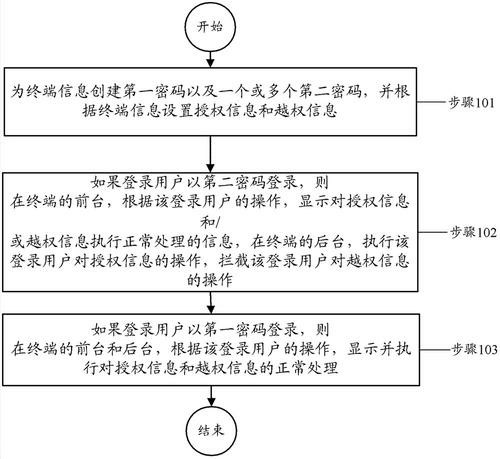 开始
为终端信息创建第一密码以及一个或多个第二密码，并根
据终端信息设置授权信息和越权信息
步骤101
如果登录用户以第二密码登录，则
在终端的前台，根据该登录用户的操作，显示对授权信息
和/
或越权信息执行正常处理的信息，在终端的后台，执行该
登录用户对授权信息的操作，拦截该登录用户对越权信息
的操作
步骤102
如果登录用户以第一密码登录，则
在终端的前台和后台，根据该登录用户的操作，显示并执
行对授权信息和越权信息的正常处理
步骤103
结束